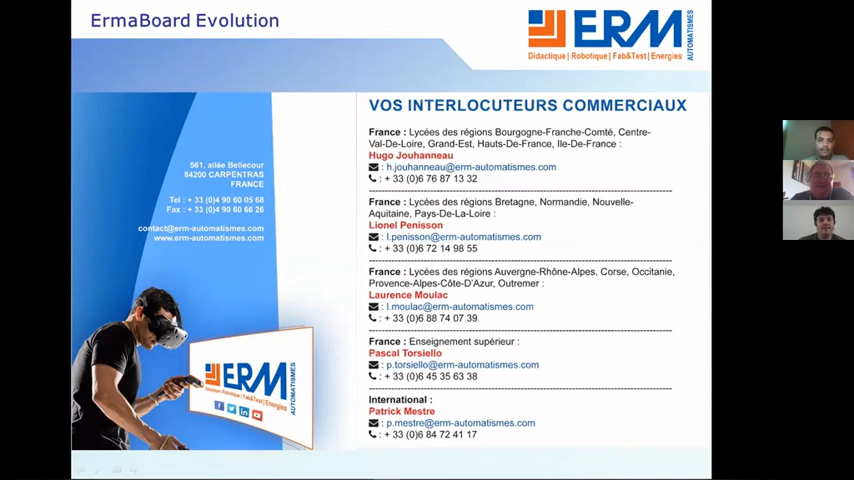 ErmaBoard Evolution
ERM
AUTOMATISMES
Didactique| Robotique| Fab&Test| Energies
561, allée Bellecour
84200 CARPENTRAS
FRANCE
Tel : + 33 (0)4 90 60 05 68
Fax : + 33 (0)4 90 60 66 26
contact@erm-automatismes.com
www.erm-automatismes.com
ERM
AUTOMATISMES
Didactique| Robotique| Fab&Test| Energies
VOS INTERLOCUTEURS COMMERCIAUX
France : Lycées des régions Bourgogne-Franche-Comté, Centre-
Val-De-Loire, Grand-Est, Hauts-De-France, Ile-De-France :
Hugo Jouhanneau
: h.jouhanneau@erm-automatismes.com
: + 33 (0)6 76 87 13 32
France : Lycées des régions Bretagne, Normandie, Nouvelle-
Aquitaine, Pays-De-La-Loire :
Lionel Penisson
: l.penisson@erm-automatismes.com
: + 33 (0)6 72 14 98 55
France : Lycées des régions Auvergne-Rhône-Alpes, Corse, Occitanie,
Provence-Alpes-Côte-D'Azur, Outremer :
Laurence Moulac
: l.moulac@erm-automatismes.com
: + 33 (0)6 88 74 07 39
France : Enseignement supérieur :
Pascal Torsiello
: p.torsiello@erm-automatismes.com
: + 33 (0)6 45 35 63 38
International :
Patrick Mestre
: p.mestre@erm-automatismes.com
: + 33 (0)6 84 72 41 17